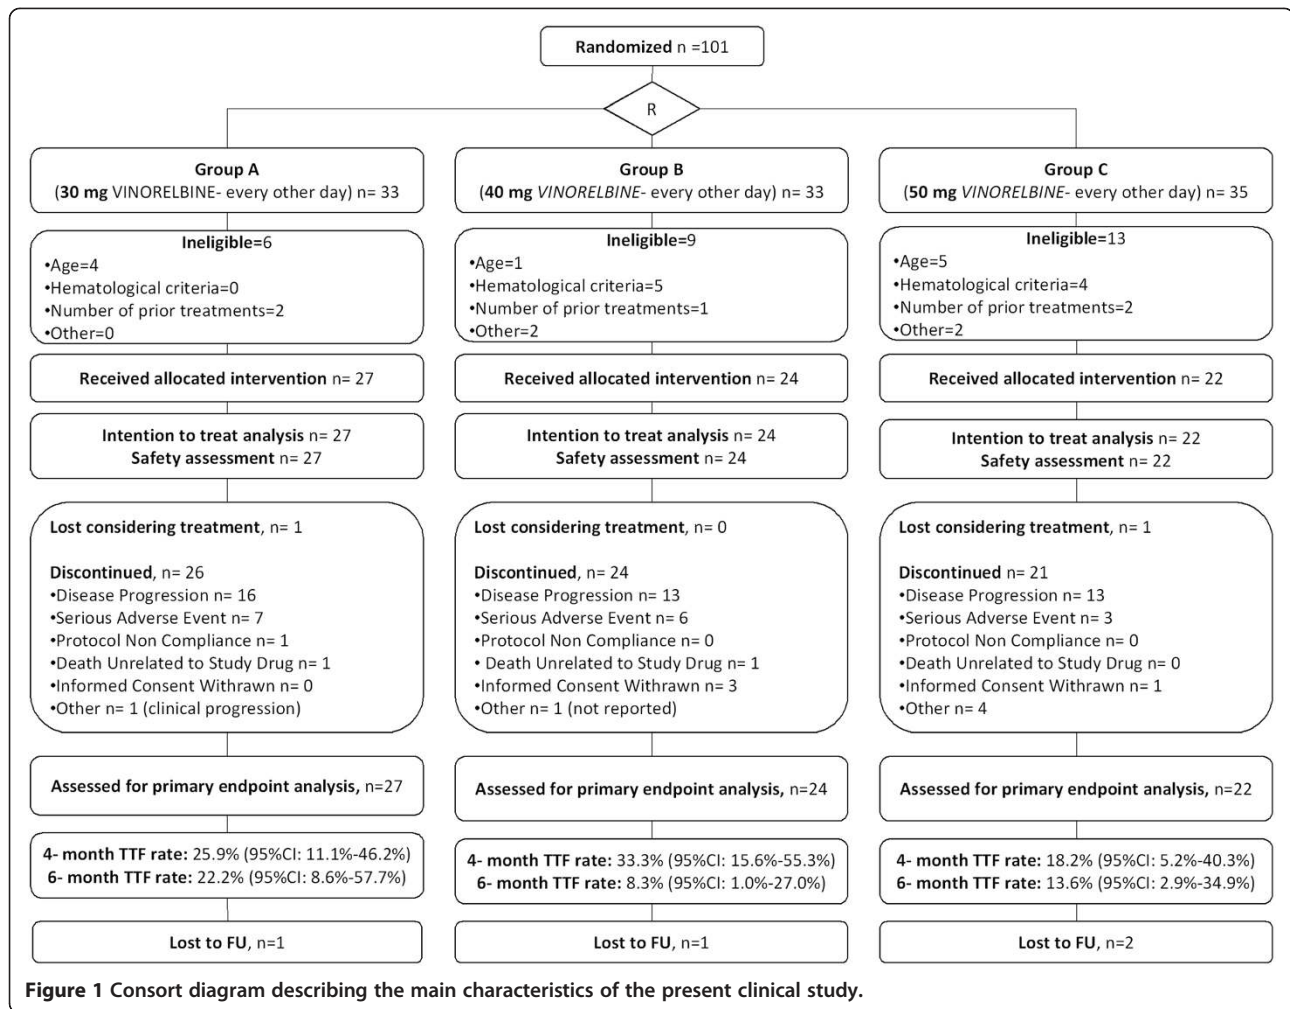 Randomized n =101
R
Group A
(30 mg VINORELBINE- every other day) n= 33
Ineligible=6
•Age=4
•Hematological criteria=0
•Number of prior treatments=2
•Other=0
Received allocated intervention n= 27
Intention to treat analysis n= 27
Safety assessment n= 27
Lost considering treatment, n= 1
Discontinued, n= 26
•Disease Progression n= 16
•Serious Adverse Event n= 7
•Protocol Non Compliance n= 1
•Death Unrelated to Study Drug n= 1
•Informed Consent Withrawn n= 0
•Other n= 1 (clinical progression)
Assessed for primary endpoint analysis, n=27
4- month TTF rate: 25.9% (95%CI: 11.1%-46.2%)
6- month TTF rate: 22.2% (95%CI: 8.6%-57.7%)
Lost to FU, n=1
Group B
(40 mg VINORELBINE- every other day) n= 33
Ineligible=9
•Age=1
•Hematological criteria=5
•Number of prior treatments=1
•Other=2
Received allocated intervention n= 24
Intention to treat analysis n= 24
Safety assessment n= 24
Lost considering treatment, n= 0
Discontinued, n= 24
•Disease Progression n= 13
•Serious Adverse Event n= 6
•Protocol Non Compliance n= 0
• Death Unrelated to Study Drug n= 1
•Informed Consent Withrawn n= 3
•Other n= 1 (not reported)
Assessed for primary endpoint analysis, n=24
4- month TTF rate: 33.3% (95%CI: 15.6%-55.3%)
6- month TTF rate: 8.3% (95%CI: 1.0%-27.0%)
Lost to FU, n=1
Group C
(50 mg VINORELBINE- every other day) n= 35
Ineligible=13
•Age=5
•Hematological criteria=4
•Number of prior treatments=2
•Other=2
Received allocated intervention n= 22
Intention to treat analysis n= 22
Safety assessment n= 22
Lost considering treatment, n= 1
Discontinued n= 21
•Disease Progression n= 13
•Serious Adverse Event n= 3
•Protocol Non Compliance n= 0
•Death Unrelated to Study Drug n= 0
•Informed Consent Withrawn n= 1
•Other n= 4
Assessed for primary endpoint analysis, n=22
4- month TTF rate: 18.2% (95%CI: 5.2%-40.3%)
6- month TTF rate: 13.6% (95%CI: 2.9%-34.9%)
Lost to FU, n=2
Figure 1 Consort diagram describing the main characteristics of the present clinical study.